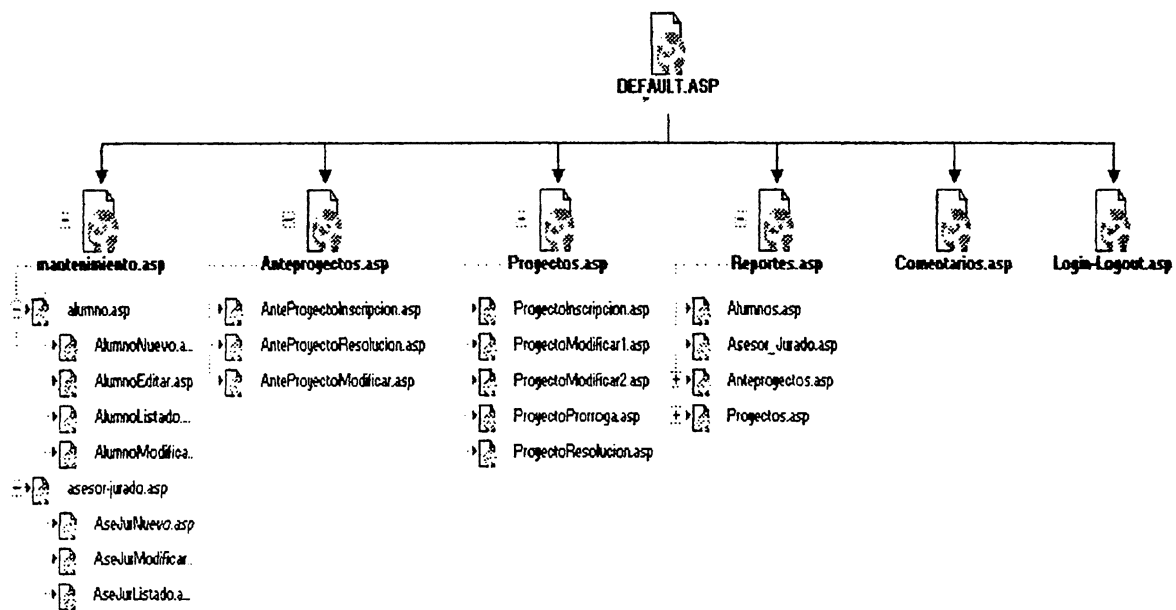 DEFAULT.ASP
mantenimiento.asp
alumno.asp
AlumnoNuevo.a...
AlumnoEditar.asp
AlumnoListado....
AlumnoModifica...
asesor-jurado.asp
AseJurNuevo.asp
AseJurModificar...
AseJurListado.a...
Anteproyectos.asp
AnteProyectoInscripcion.asp
AnteProyectoResolucion.asp
AnteProyectoModificar.asp
Proyectos.asp
ProyectoInscripcion.asp
ProyectoModificar1.asp
ProyectoModificar2.asp
ProyectoProrroga.asp
ProyectoResolucion.asp
Reportes.asp
Alumnos.asp
Asesor_Jurado.asp
Anteproyectos.asp
Proyectos.asp
Comentarios.asp
Login-Logout.asp